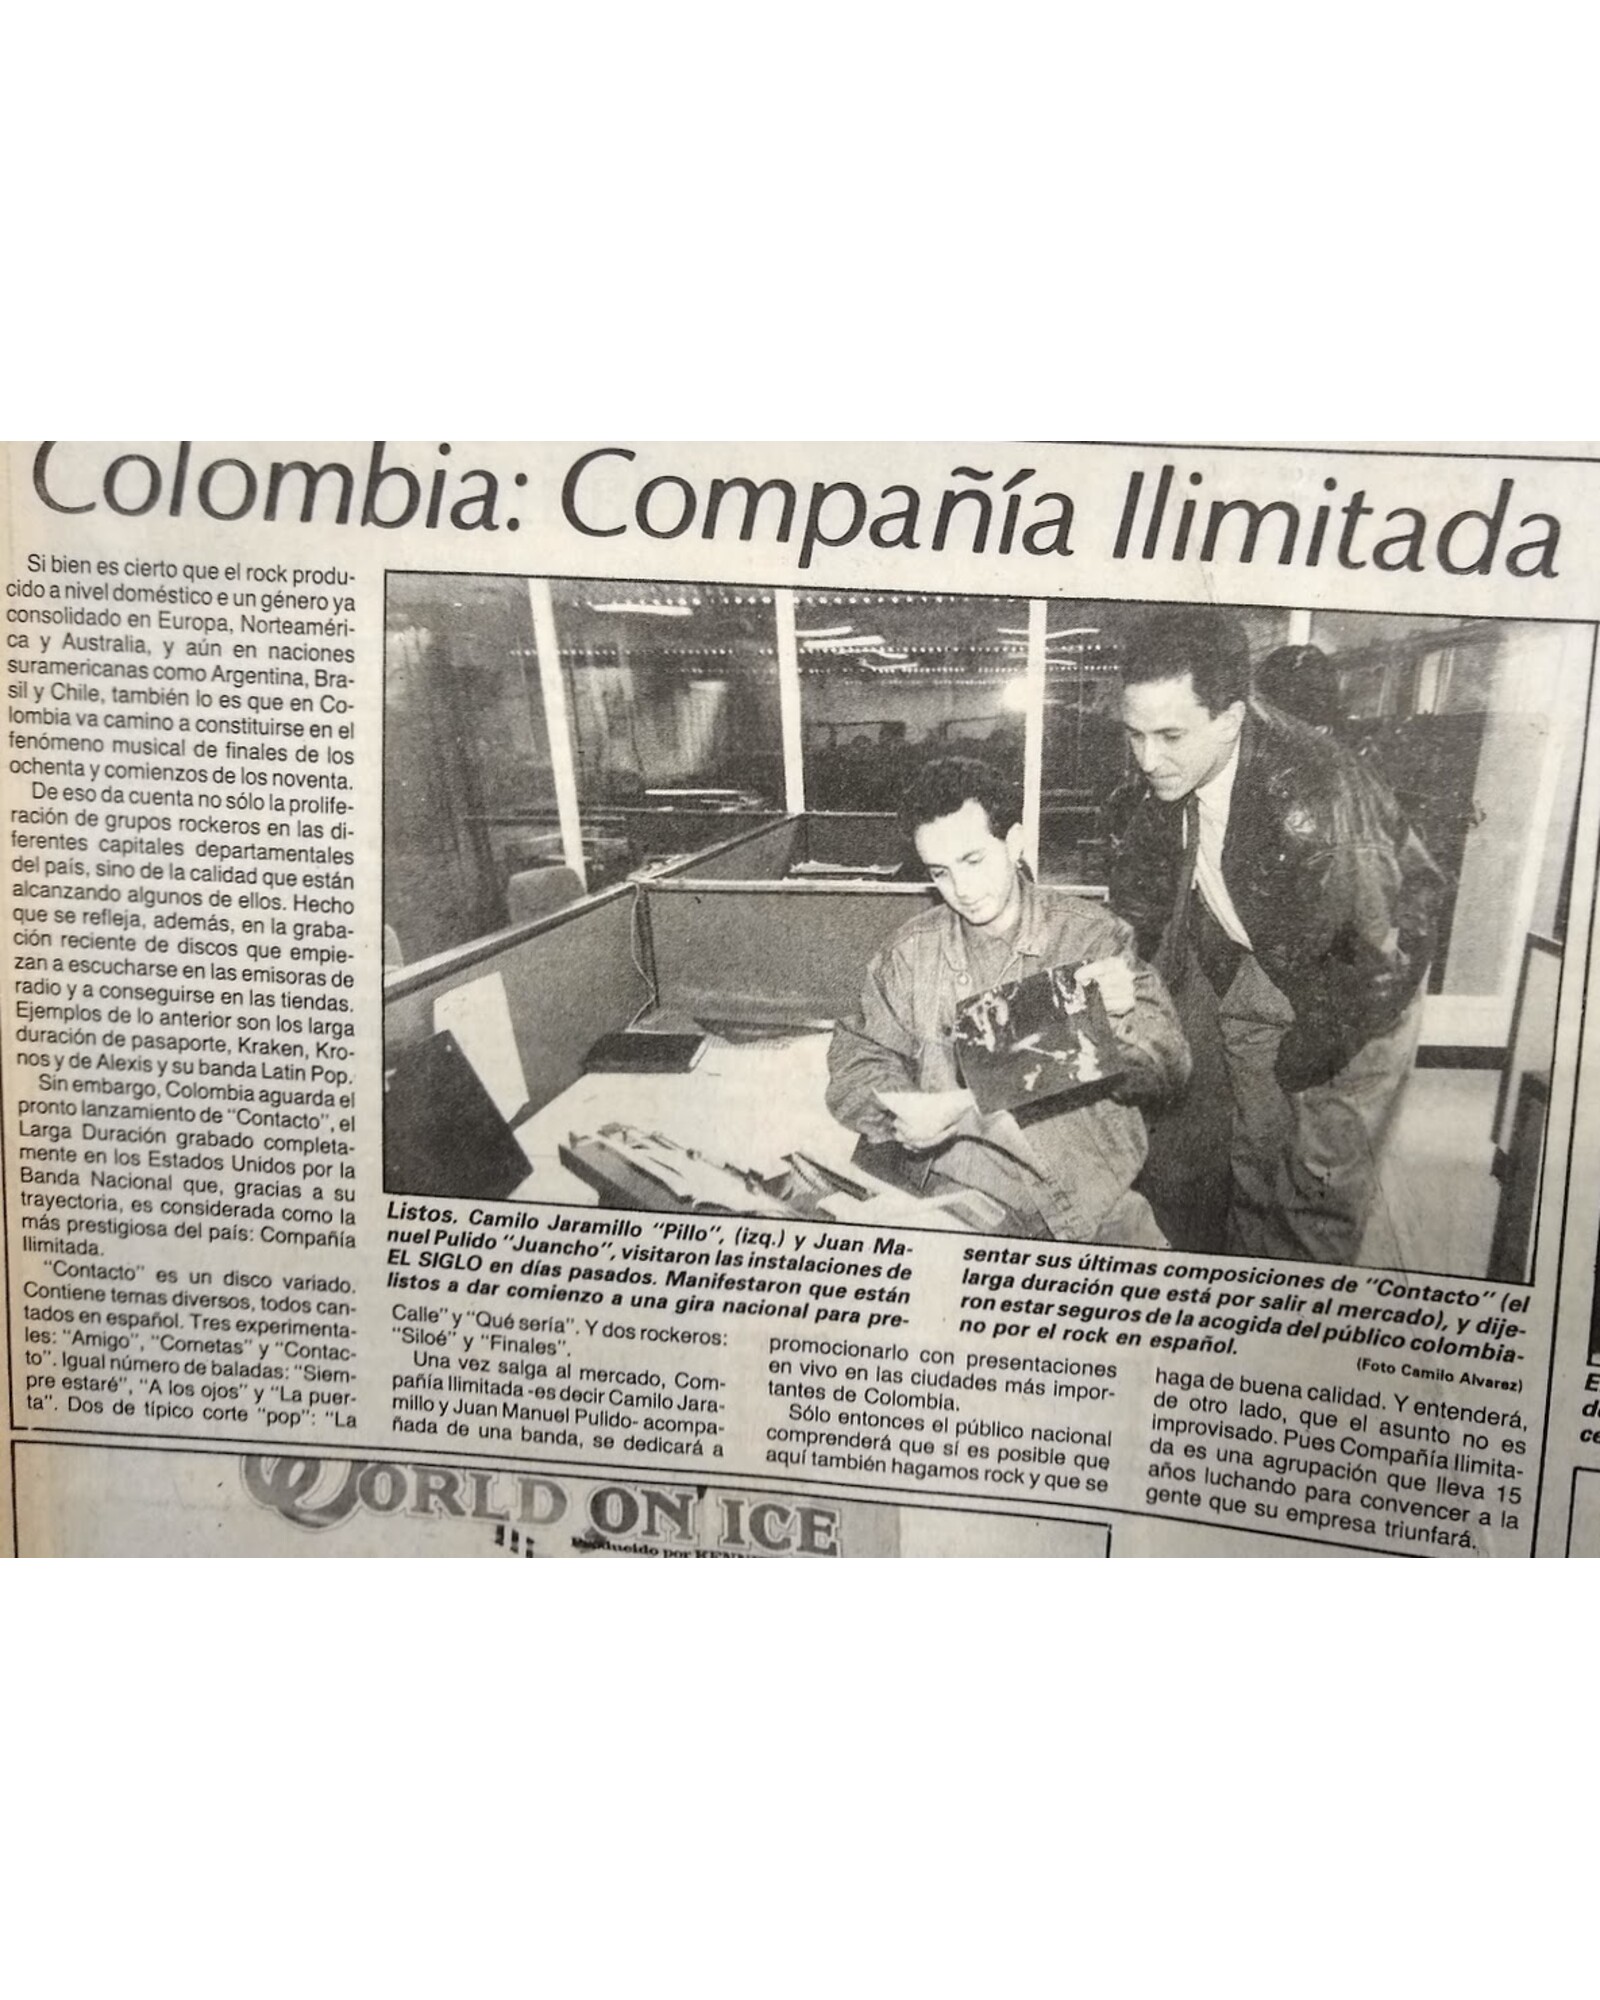 Colombia: Compañía Ilimitada
Si bien es cierto que el rock produ-
cido a nivel doméstico e un género ya
consolidado en Europa, Norteaméri-
ca y Australia, y aún en naciones
suramericanas como Argentina, Bra-
sil y Chile, también lo es que en Co-
lombia va camino a constituirse en el
fenómeno musical de finales de los
ochenta y comienzos de los noventa.
De eso da cuenta no sólo la prolife-
ración de grupos rockeros en las di-
ferentes capitales departamentales
del país, sino de la calidad que están
alcanzando algunos de ellos. Hecho
que se refleja, además, en la graba-
ción reciente de discos que empie-
zan a escucharse en las emisoras de
radio y a conseguirse en las tiendas.
Ejemplos de lo anterior son los larga
duración de pasaporte, Kraken, Kro-
nos y de Alexis y su banda Latin Pop.
Sin embargo, Colombia aguarda el
pronto lanzamiento de "Contacto", el
Larga Duración grabado completa-
mente en los Estados Unidos por la
Banda Nacional que, gracias a su
trayectoria, es considerada como la
más prestigiosa del país: Compañía
Ilimitada.
"Contacto" es un disco variado.
Contiene temas diversos, todos can-
tados en español. Tres experimenta-
les: "Amigo", "Cometas" y "Contac-
to". Igual número de baladas: "Siem-
pre estaré", "A los ojos" y "La puer-
ta". Dos de típico corte "pop": "La
Listos. Camilo Jaramillo "Pillo", (izq.) y Juan Ma-
nuel Pulido "Juancho", visitaron las instalaciones de
EL SIGLO en días pasados. Manifestaron que están
listos a dar comienzo a una gira nacional para pre-
sentar sus últimas composiciones de "Contacto" (el
larga duración que está por salir al mercado), y dije-
ron estar seguros de la acogida del público colombia-
no por el rock en español.
(Foto Camilo Alvarez)
Calle" y "Qué sería". Y dos rockeros:
"Siloé" y "Finales".
Una vez salga al mercado, Com-
pañía Ilimitada -es decir Camilo Jara-
millo y Juan Manuel Pulido- acompa-
ñada de una banda, se dedicará a
promocionarlo con presentaciones
en vivo en las ciudades más impor-
tantes de Colombia.
Sólo entonces el público nacional
comprenderá que sí es posible que
aquí también hagamos rock y que se
haga de buena calidad. Y entenderá,
de otro lado, que el asunto no es
improvisado. Pues Compañía Ilimita-
da es una agrupación que lleva 15
años luchando para convencer a la
gente que su empresa triunfará.
WORLD ON ICE
Producido por